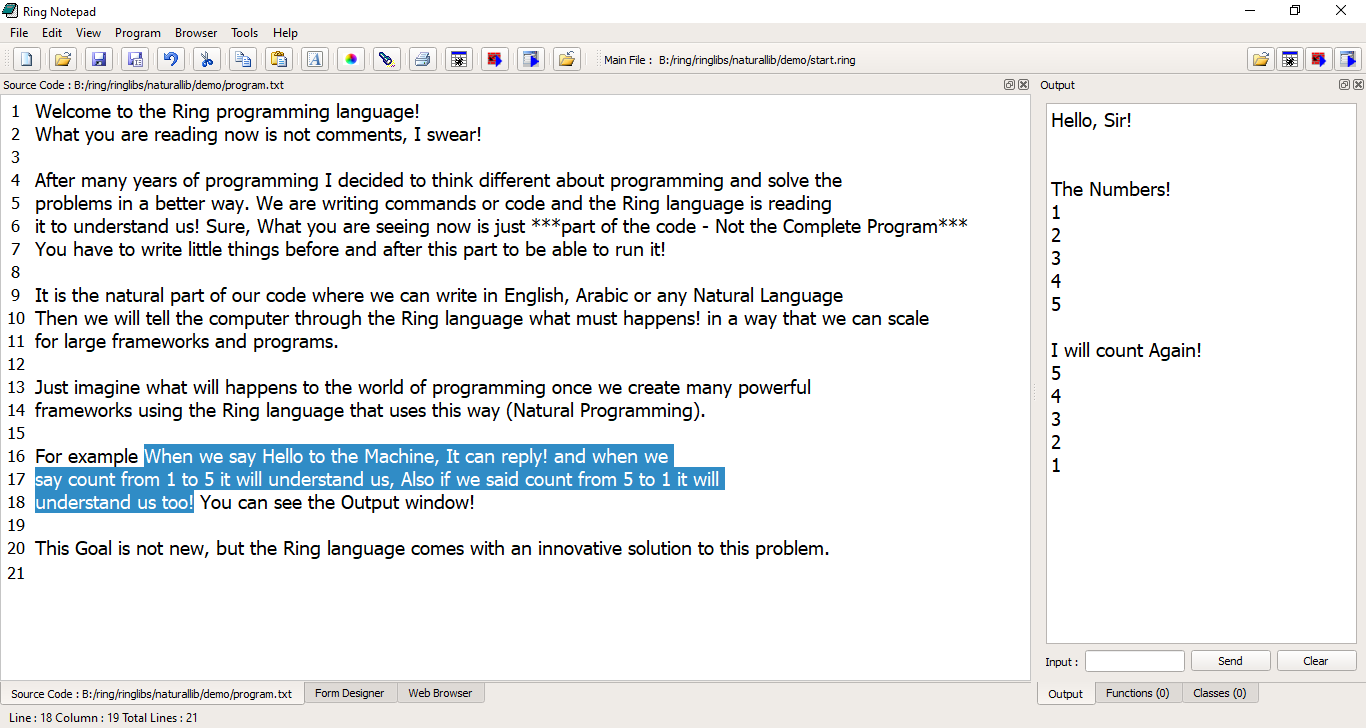 Ring Notepad
File Edit View Program Browser Tools Help
Main File : B:/ring/ringlibs/naturallib/demo/start.ring
Source Code : B:/ring/ringlibs/naturallib/demo/program.txt
1 Welcome to the Ring programming language!
2 What you are reading now is not comments, I swear!
3
4 After many years of programming I decided to think different about programming and solve the
5 problems in a better way. We are writing commands or code and the Ring language is reading
6 it to understand us! Sure, What you are seeing now is just ***part of the code - Not the Complete Program***
7 You have to write little things before and after this part to be able to run it!
8
9 It is the natural part of our code where we can write in English, Arabic or any Natural Language
10 Then we will tell the computer through the Ring language what must happens! in a way that we can scale
11 for large frameworks and programs.
12
13 Just imagine what will happens to the world of programming once we create many powerful
14 frameworks using the Ring language that uses this way (Natural Programming).
15
16 For example When we say Hello to the Machine, It can reply! and when we
17 say count from 1 to 5 it will understand us, Also if we said count from 5 to 1 it will
18 understand us too! You can see the Output window!
19
20 This Goal is not new, but the Ring language comes with an innovative solution to this problem.
21
Output
Hello, Sir!
The Numbers!
1
2
3
4
5
I will count Again!
5
4
3
2
1
Input : Send Clear
Source Code : B:/ring/ringlibs/naturallib/demo/program.txt Form Designer Web Browser
Output Functions (0) Classes (0)
Line : 18 Column : 19 Total Lines : 21